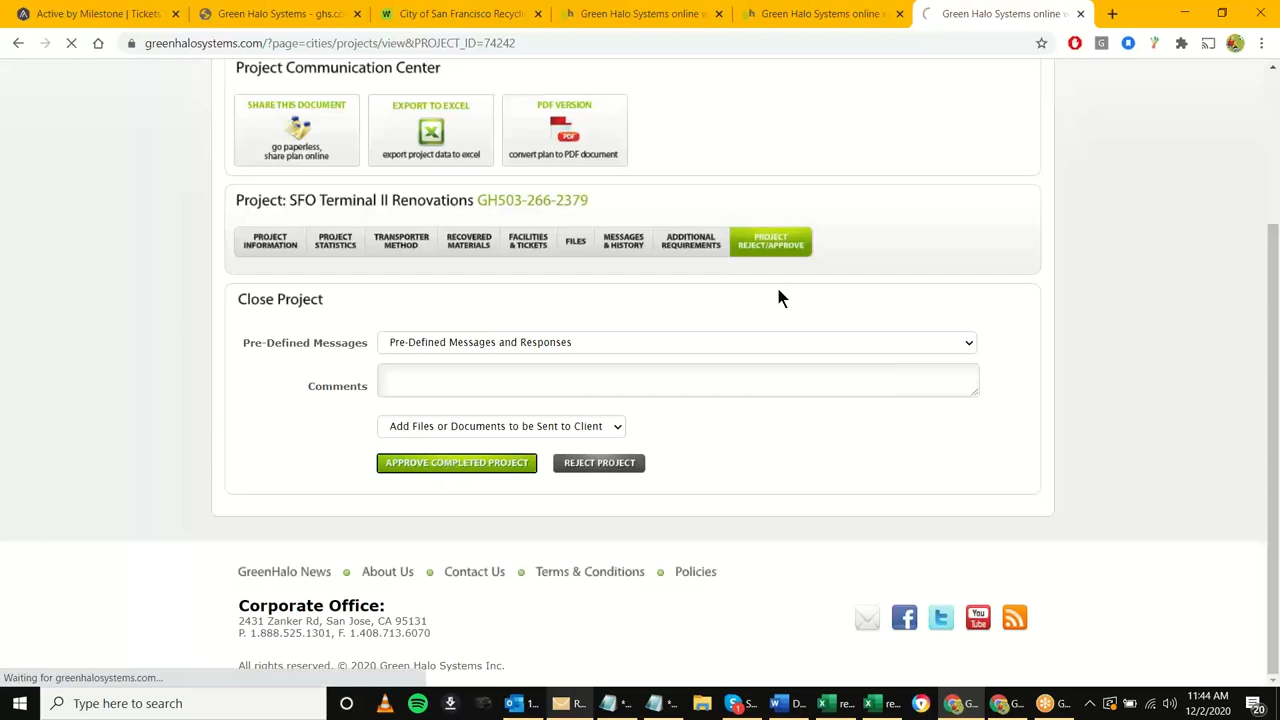 Active by Milestone | Tickets
Green Halo Systems - ghs.co
City of San Francisco Recycl
Green Halo Systems online
Green Halo Systems online
Green Halo Systems online
greenhalosystems.com/?page=cities/projects/view&PROJECT_ID=74242
Project Communication Center
SHARE THIS DOCUMENT
go paperless,
share plan online
EXPORT TO EXCEL
export project data to excel
PDF VERSION
PDF
convert plan to PDF document
Project: SFO Terminal II Renovations GH503-266-2379
PROJECT
INFORMATION
PROJECT
STATISTICS
TRANSPORTER
METHOD
RECOVERED
MATERIALS
FACILITIES
& TICKETS
FILES
MESSAGES
& HISTORY
ADDITIONAL
REQUIREMENTS
PROJECT
REJECT/APPROVE
Close Project
Pre-Defined Messages
Pre-Defined Messages and Responses
Comments
Add Files or Documents to be Sent to Client
APPROVE COMPLETED PROJECT
REJECT PROJECT
GreenHalo News
About Us
Contact Us
Terms & Conditions
Policies
Corporate Office:
2431 Zanker Rd, San Jose, CA 95131
P. 1.888.525.1301, F. 1.408.713.6070
You
Tube
All rights reserved. © 2020 Green Halo Systems Inc.
Waiting for greenhalosystems.com...
Type here to search
1...
R...
*...
*...
S...
D...
re...
re...
G...
G...
G...
11:44 AM
12/2/2020
20